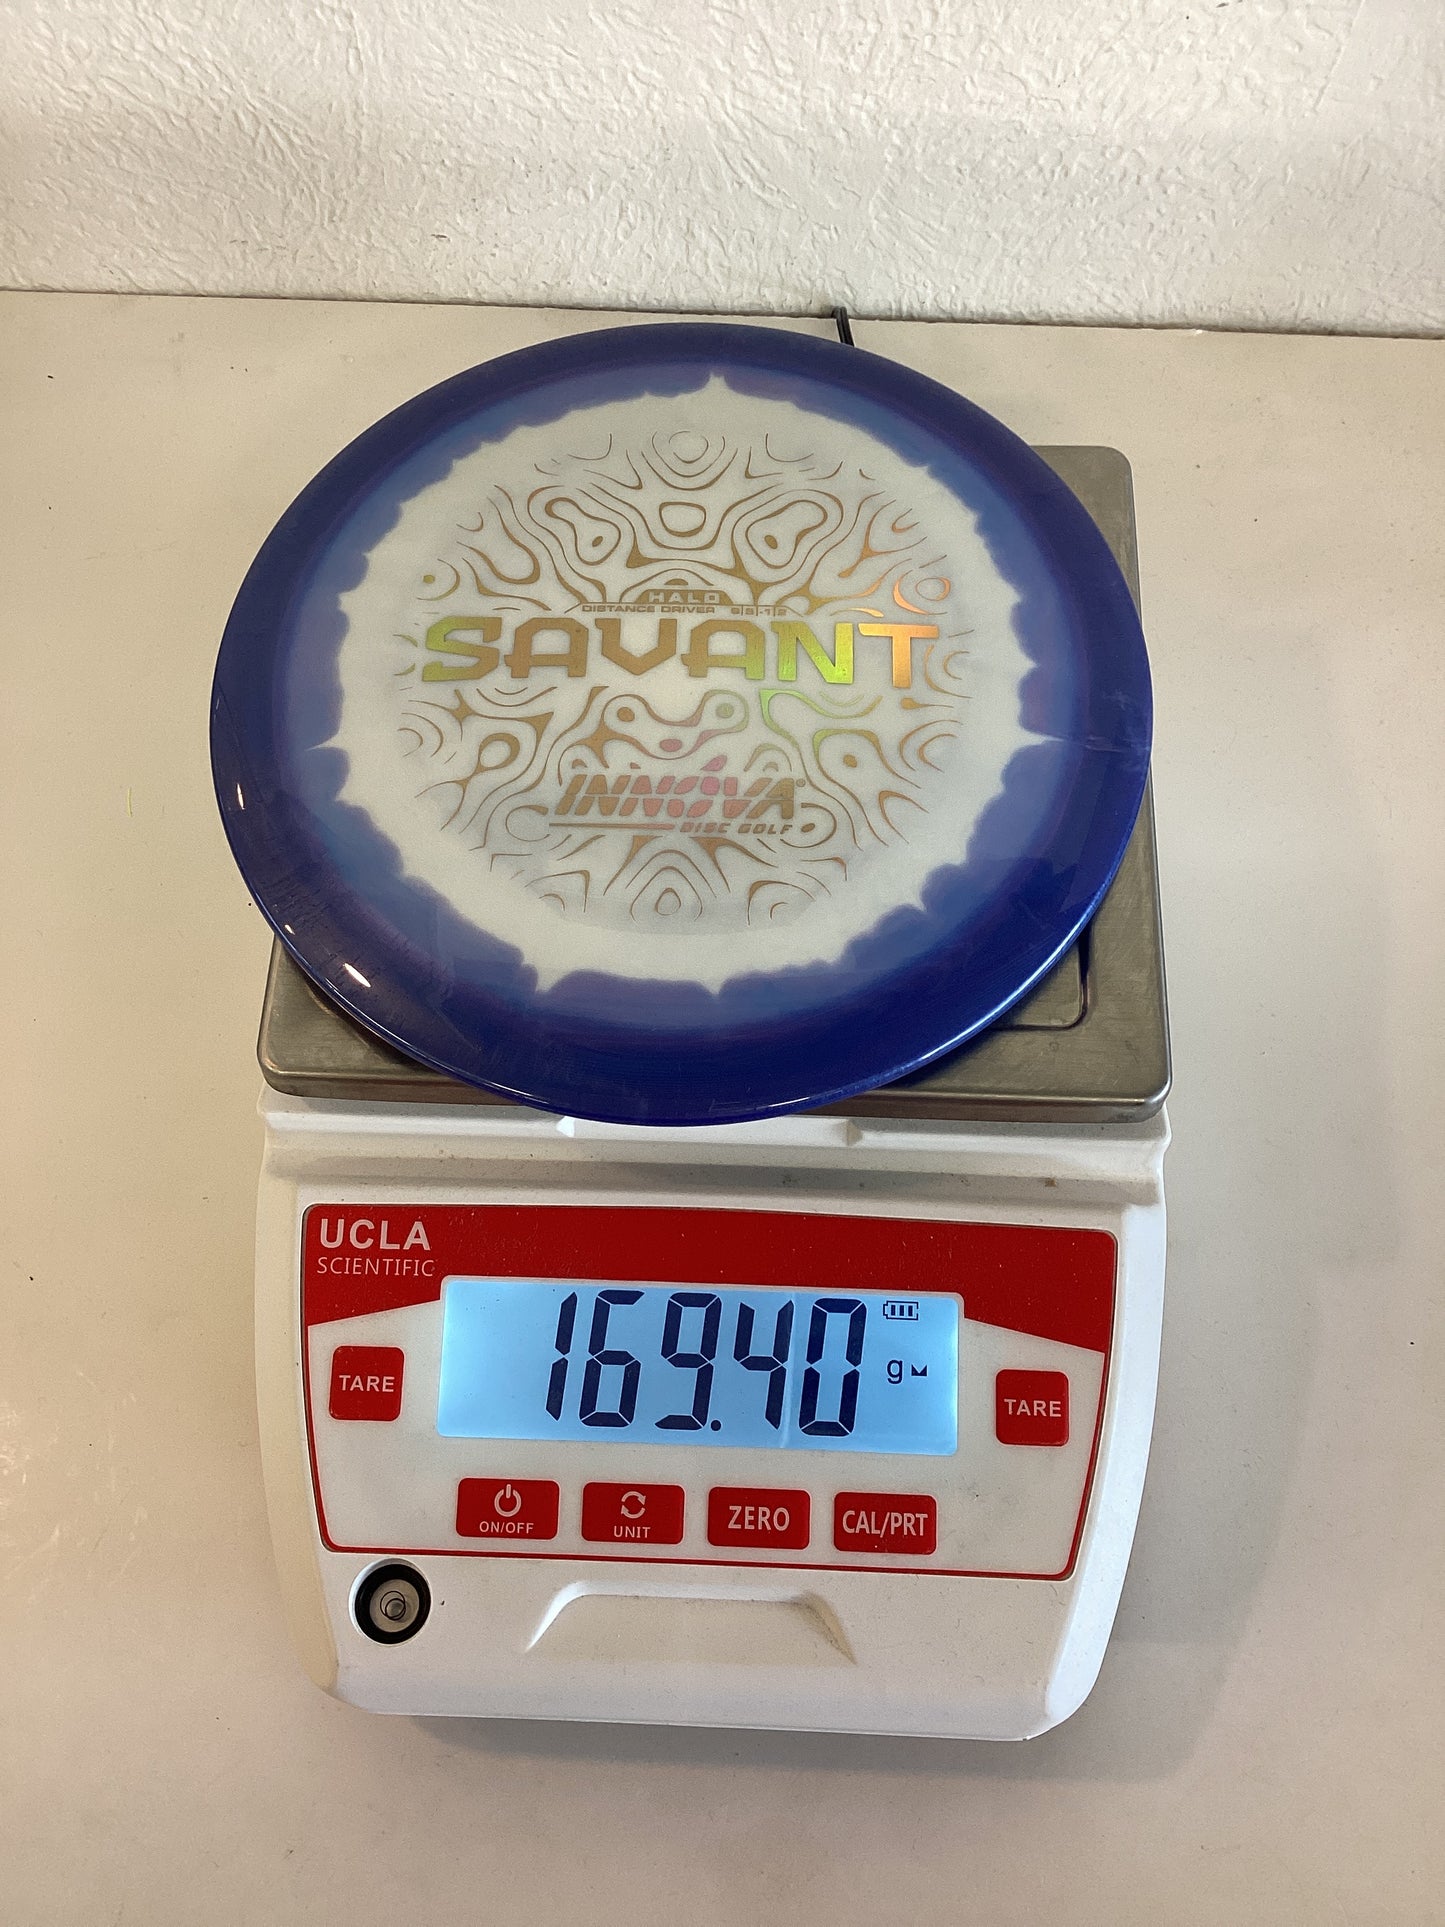 HALO
DISTANCE DRIVER 9|5|-1|2
SAVANT
INNOVA®
DISC GOLF
UCLA
SCIENTIFIC
169.40
g
TARE
TARE
ON/OFF
UNIT
ZERO
CAL/PRT